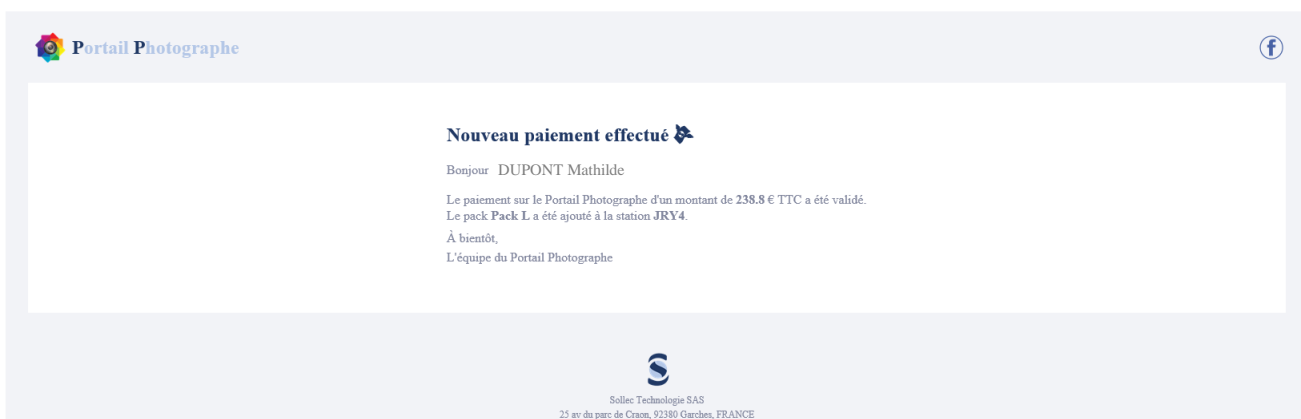 Portail Photographe
Nouveau paiement effectué
Bonjour DUPONT Mathilde
Le paiement sur le Portail Photographe d'un montant de 238.8 € TTC a été validé.
Le pack Pack L a été ajouté à la station JRY4.
À bientôt,
L'équipe du Portail Photographe
Sollec Technologie SAS
25 av du parc de Craon, 92380 Garches, FRANCE